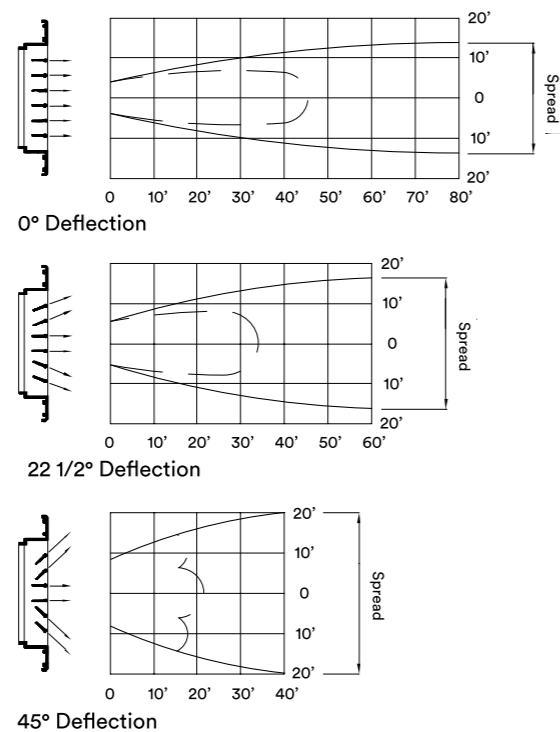 20'
10'
0
10'
20'
Spread
0 10' 20' 30' 40' 50' 60' 70' 80'
0° Deflection
20'
10'
0
10'
20'
Spread
0 10' 20' 30' 40' 50' 60'
22 1/2° Deflection
20'
10'
0
10'
20'
Spread
0 10' 20' 30' 40'
45° Deflection